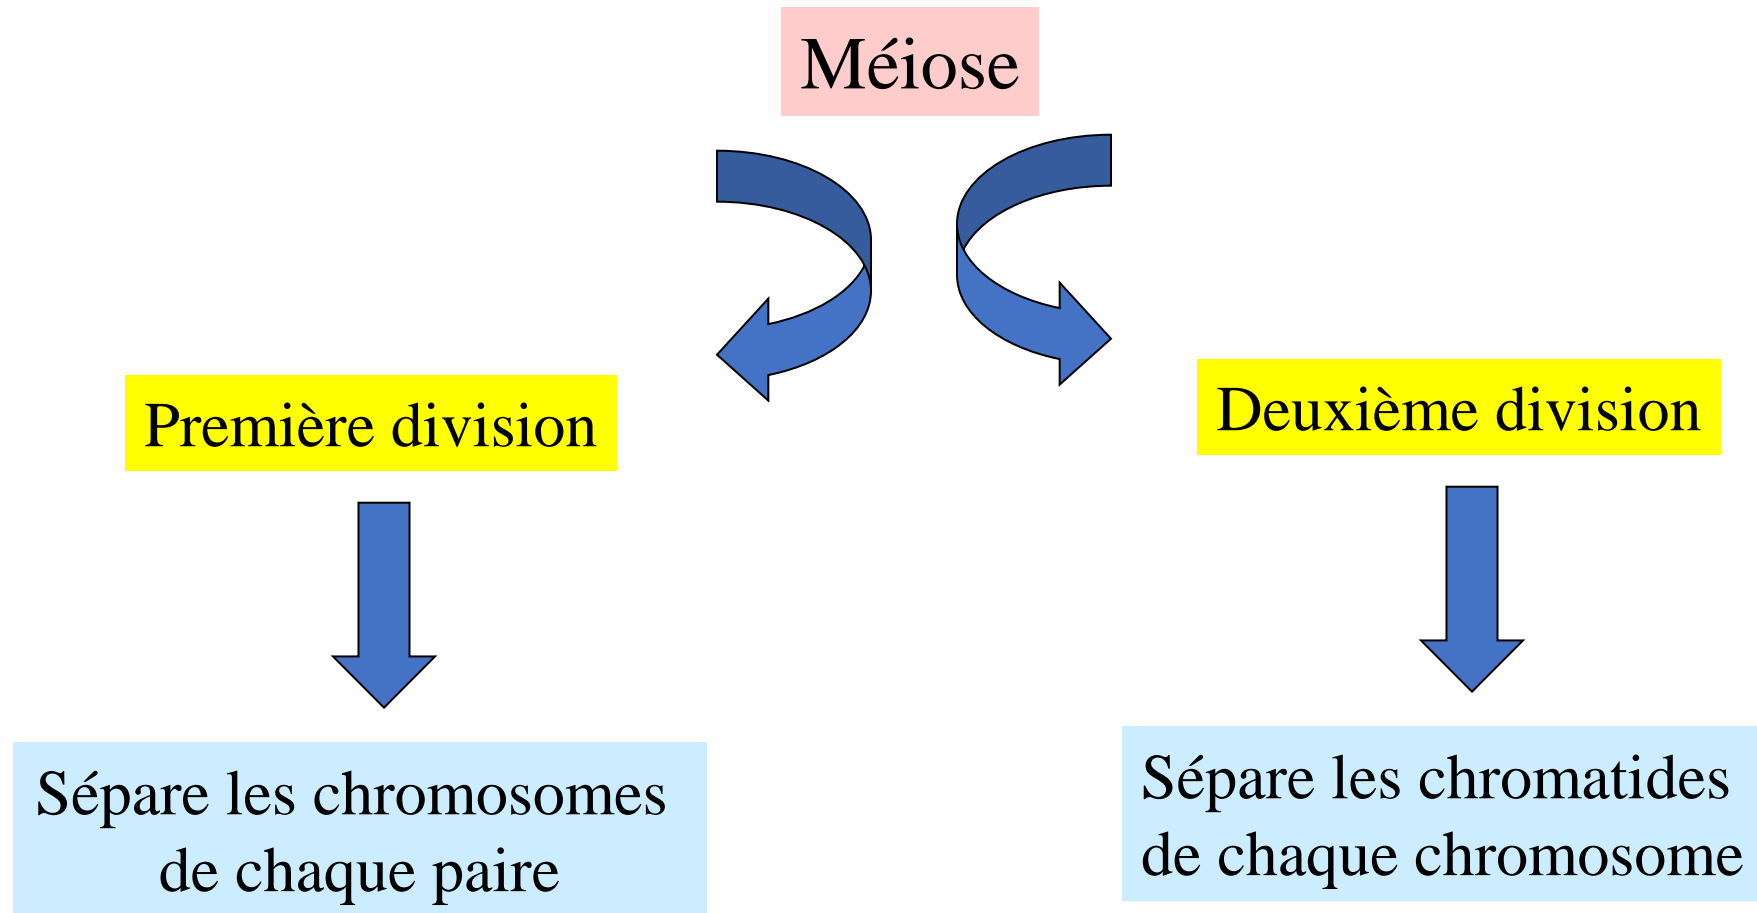 Méiose
Première division
Deuxième division
Sépare les chromosomes
de chaque paire
Sépare les chromatides
de chaque chromosome